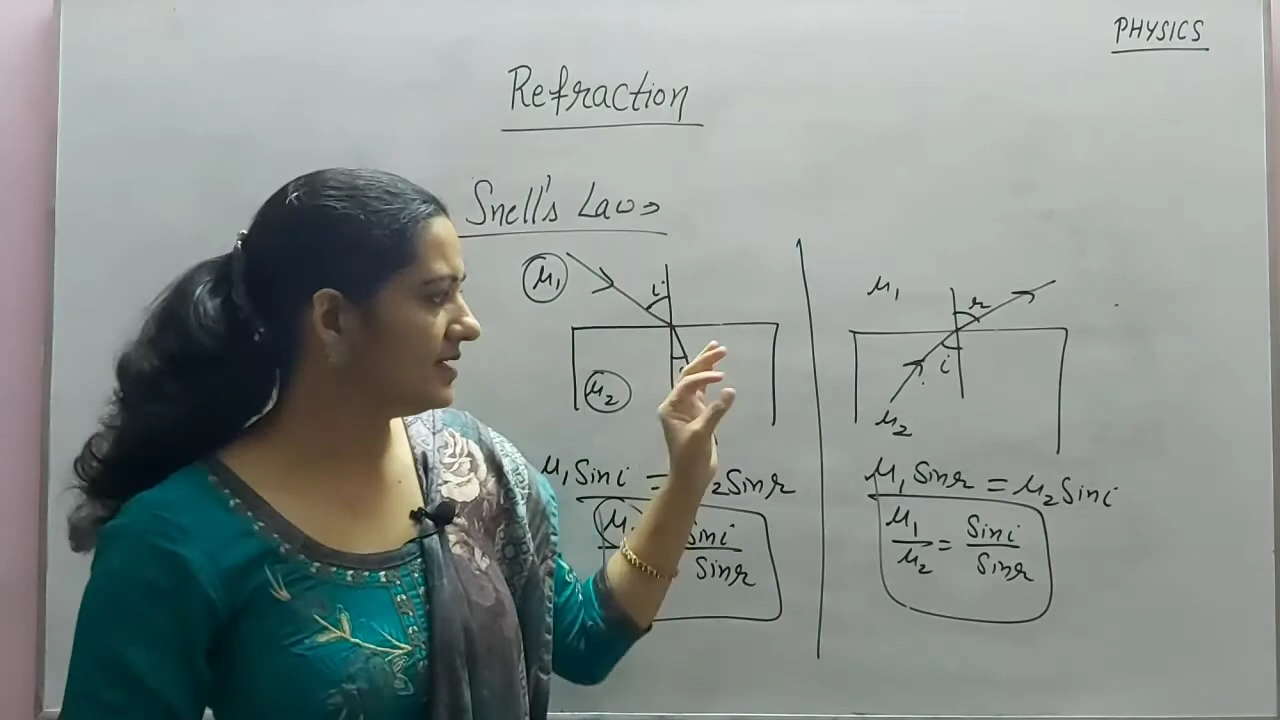 PHYSICS
Refraction
Snell's Law⇒
μ₁
i
μ₂
μ₁ Sin i = ₂ Sin r
μ
Sin i
Sin r
μ₁
r
i
μ₂
μ₁ Sin r = μ₂ Sin i
μ₁/μ₂ = Sin i/Sin r